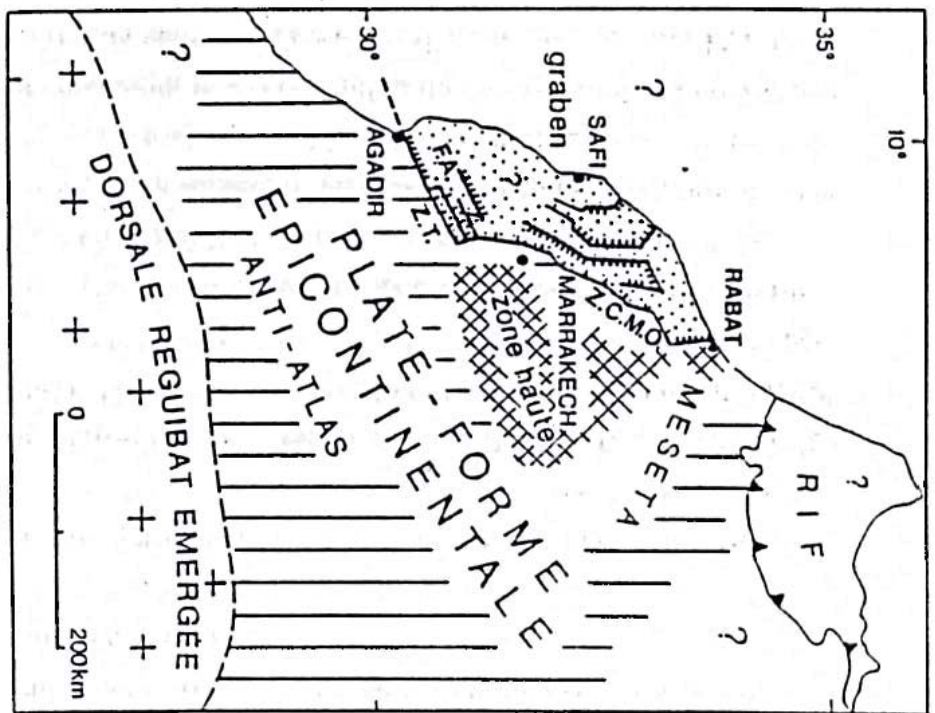 10°
35°
RIF
?
?
?
RABAT
MESETA
Z.C.M.O
SAFI
graben
?
MARRAKECH
zone haute
F.A.
Z.T.
AGADIR
30°
PLATE-FORME
EPICONTINENTALE
ANTI-ATLAS
?
DORSALE REGUIBAT EMERGEE
0
200km